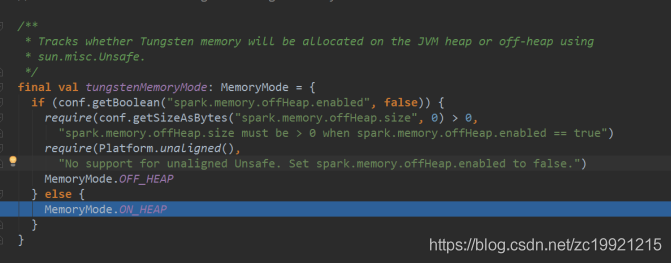 /**
* Tracks whether Tungsten memory will be allocated on the JVM heap or off-heap using
* sun.misc.Unsafe.
*/
final val tungstenMemoryMode: MemoryMode = {
if (conf.getBoolean("spark.memory.offHeap.enabled", false)) {
require(conf.getSizeAsBytes("spark.memory.offHeap.size", 0) > 0,
"spark.memory.offHeap.size must be > 0 when spark.memory.offHeap.enabled == true")
require(Platform.unaligned(),
"No support for unaligned Unsafe. Set spark.memory.offHeap.enabled to false.")
MemoryMode.OFF_HEAP
} else {
MemoryMode.ON_HEAP
}
}
https://blog.csdn.net/zc19921215